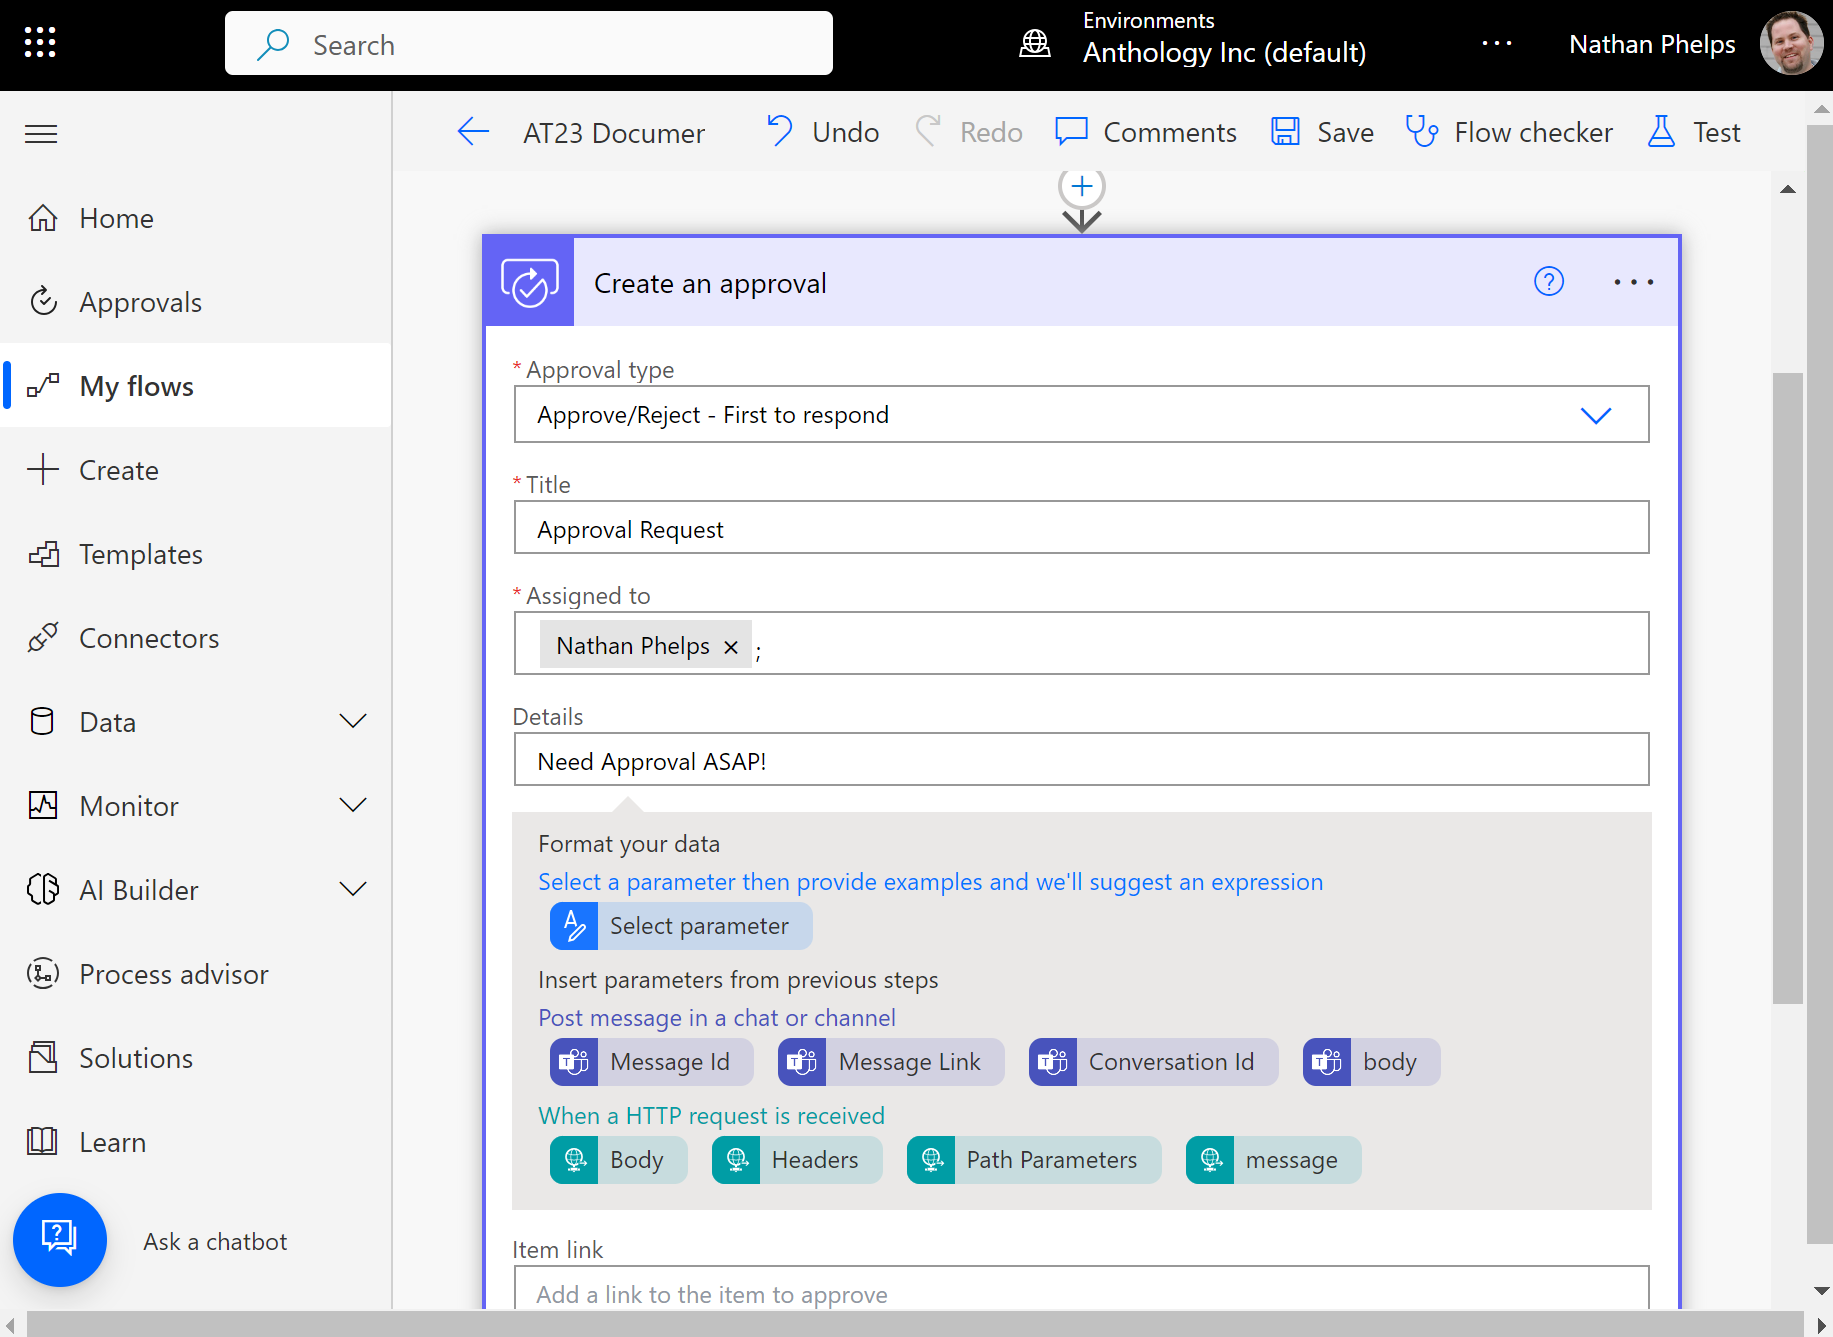 Search
Environments
Anthology Inc (default)
...
Nathan Phelps
AT23 Documer
Undo
Redo
Comments
Save
Flow checker
Test
Home
Approvals
My flows
Create
Templates
Connectors
Data
Monitor
AI Builder
Process advisor
Solutions
Learn
Ask a chatbot
Create an approval
?
...
* Approval type
Approve/Reject - First to respond
* Title
Approval Request
* Assigned to
Nathan Phelps × ;
Details
Need Approval ASAP!
Format your data
Select a parameter then provide examples and we'll suggest an expression
Select parameter
Insert parameters from previous steps
Post message in a chat or channel
Message Id
Message Link
Conversation Id
body
When a HTTP request is received
Body
Headers
Path Parameters
message
Item link
Add a link to the item to approve